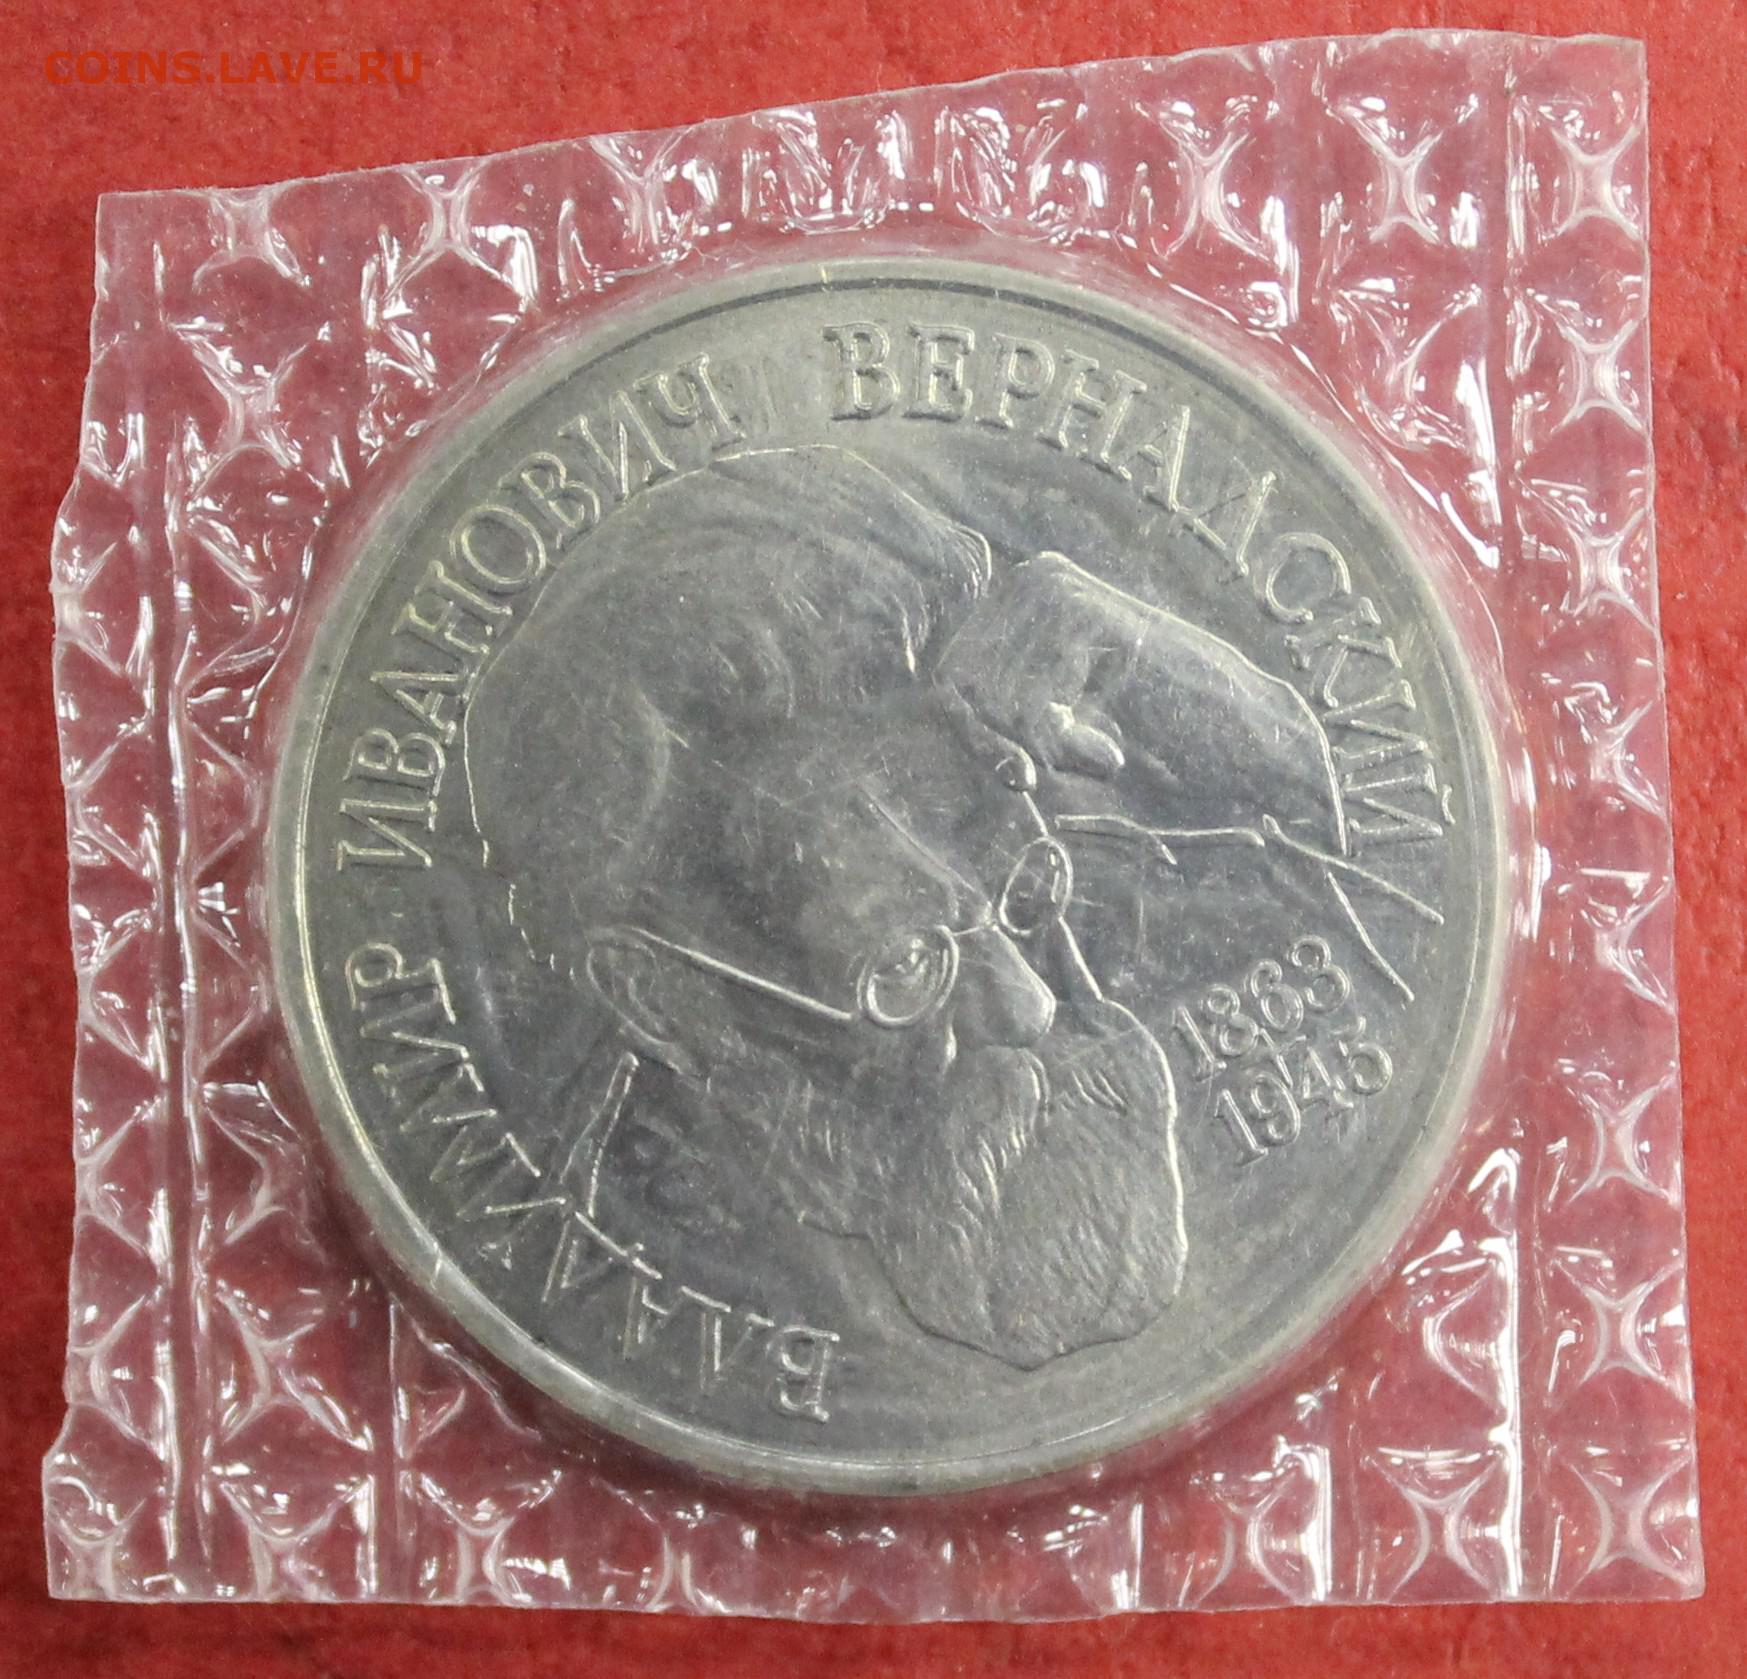 COINS.LAVE.RU
ВЛАДИМИР ИВАНОВИЧ ВЕРНАДСКИЙ
1863
1945